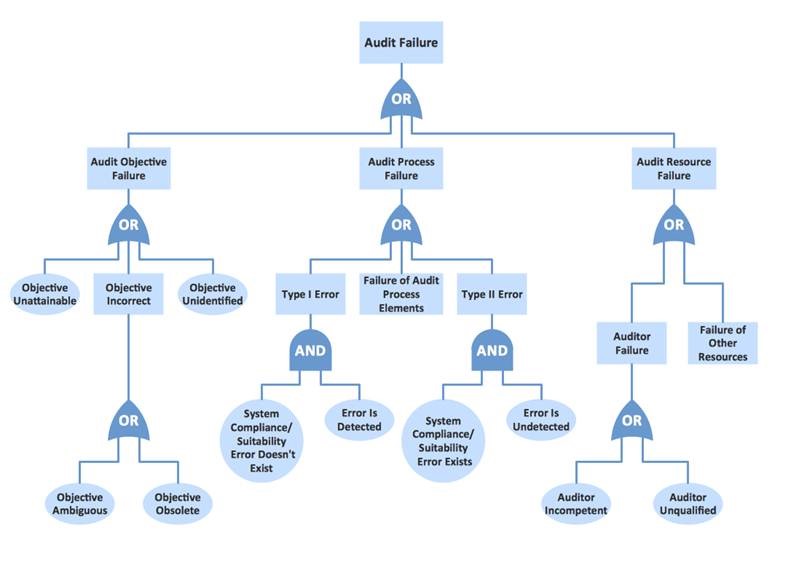 Audit Failure
OR
Audit Objective
Failure
Audit Process
Failure
Audit Resource
Failure
OR
OR
OR
Objective
Unattainable
Objective
Incorrect
Objective
Unidentified
Type I Error
Failure of Audit
Process
Elements
Type II Error
Auditor
Failure
Failure of
Other
Resources
AND
AND
OR
System
Compliance/
Suitability
Error Doesn't
Exist
Error Is
Detected
System
Compliance/
Suitability
Error Exists
Error Is
Undetected
OR
Objective
Ambiguous
Objective
Obsolete
Auditor
Incompetent
Auditor
Unqualified